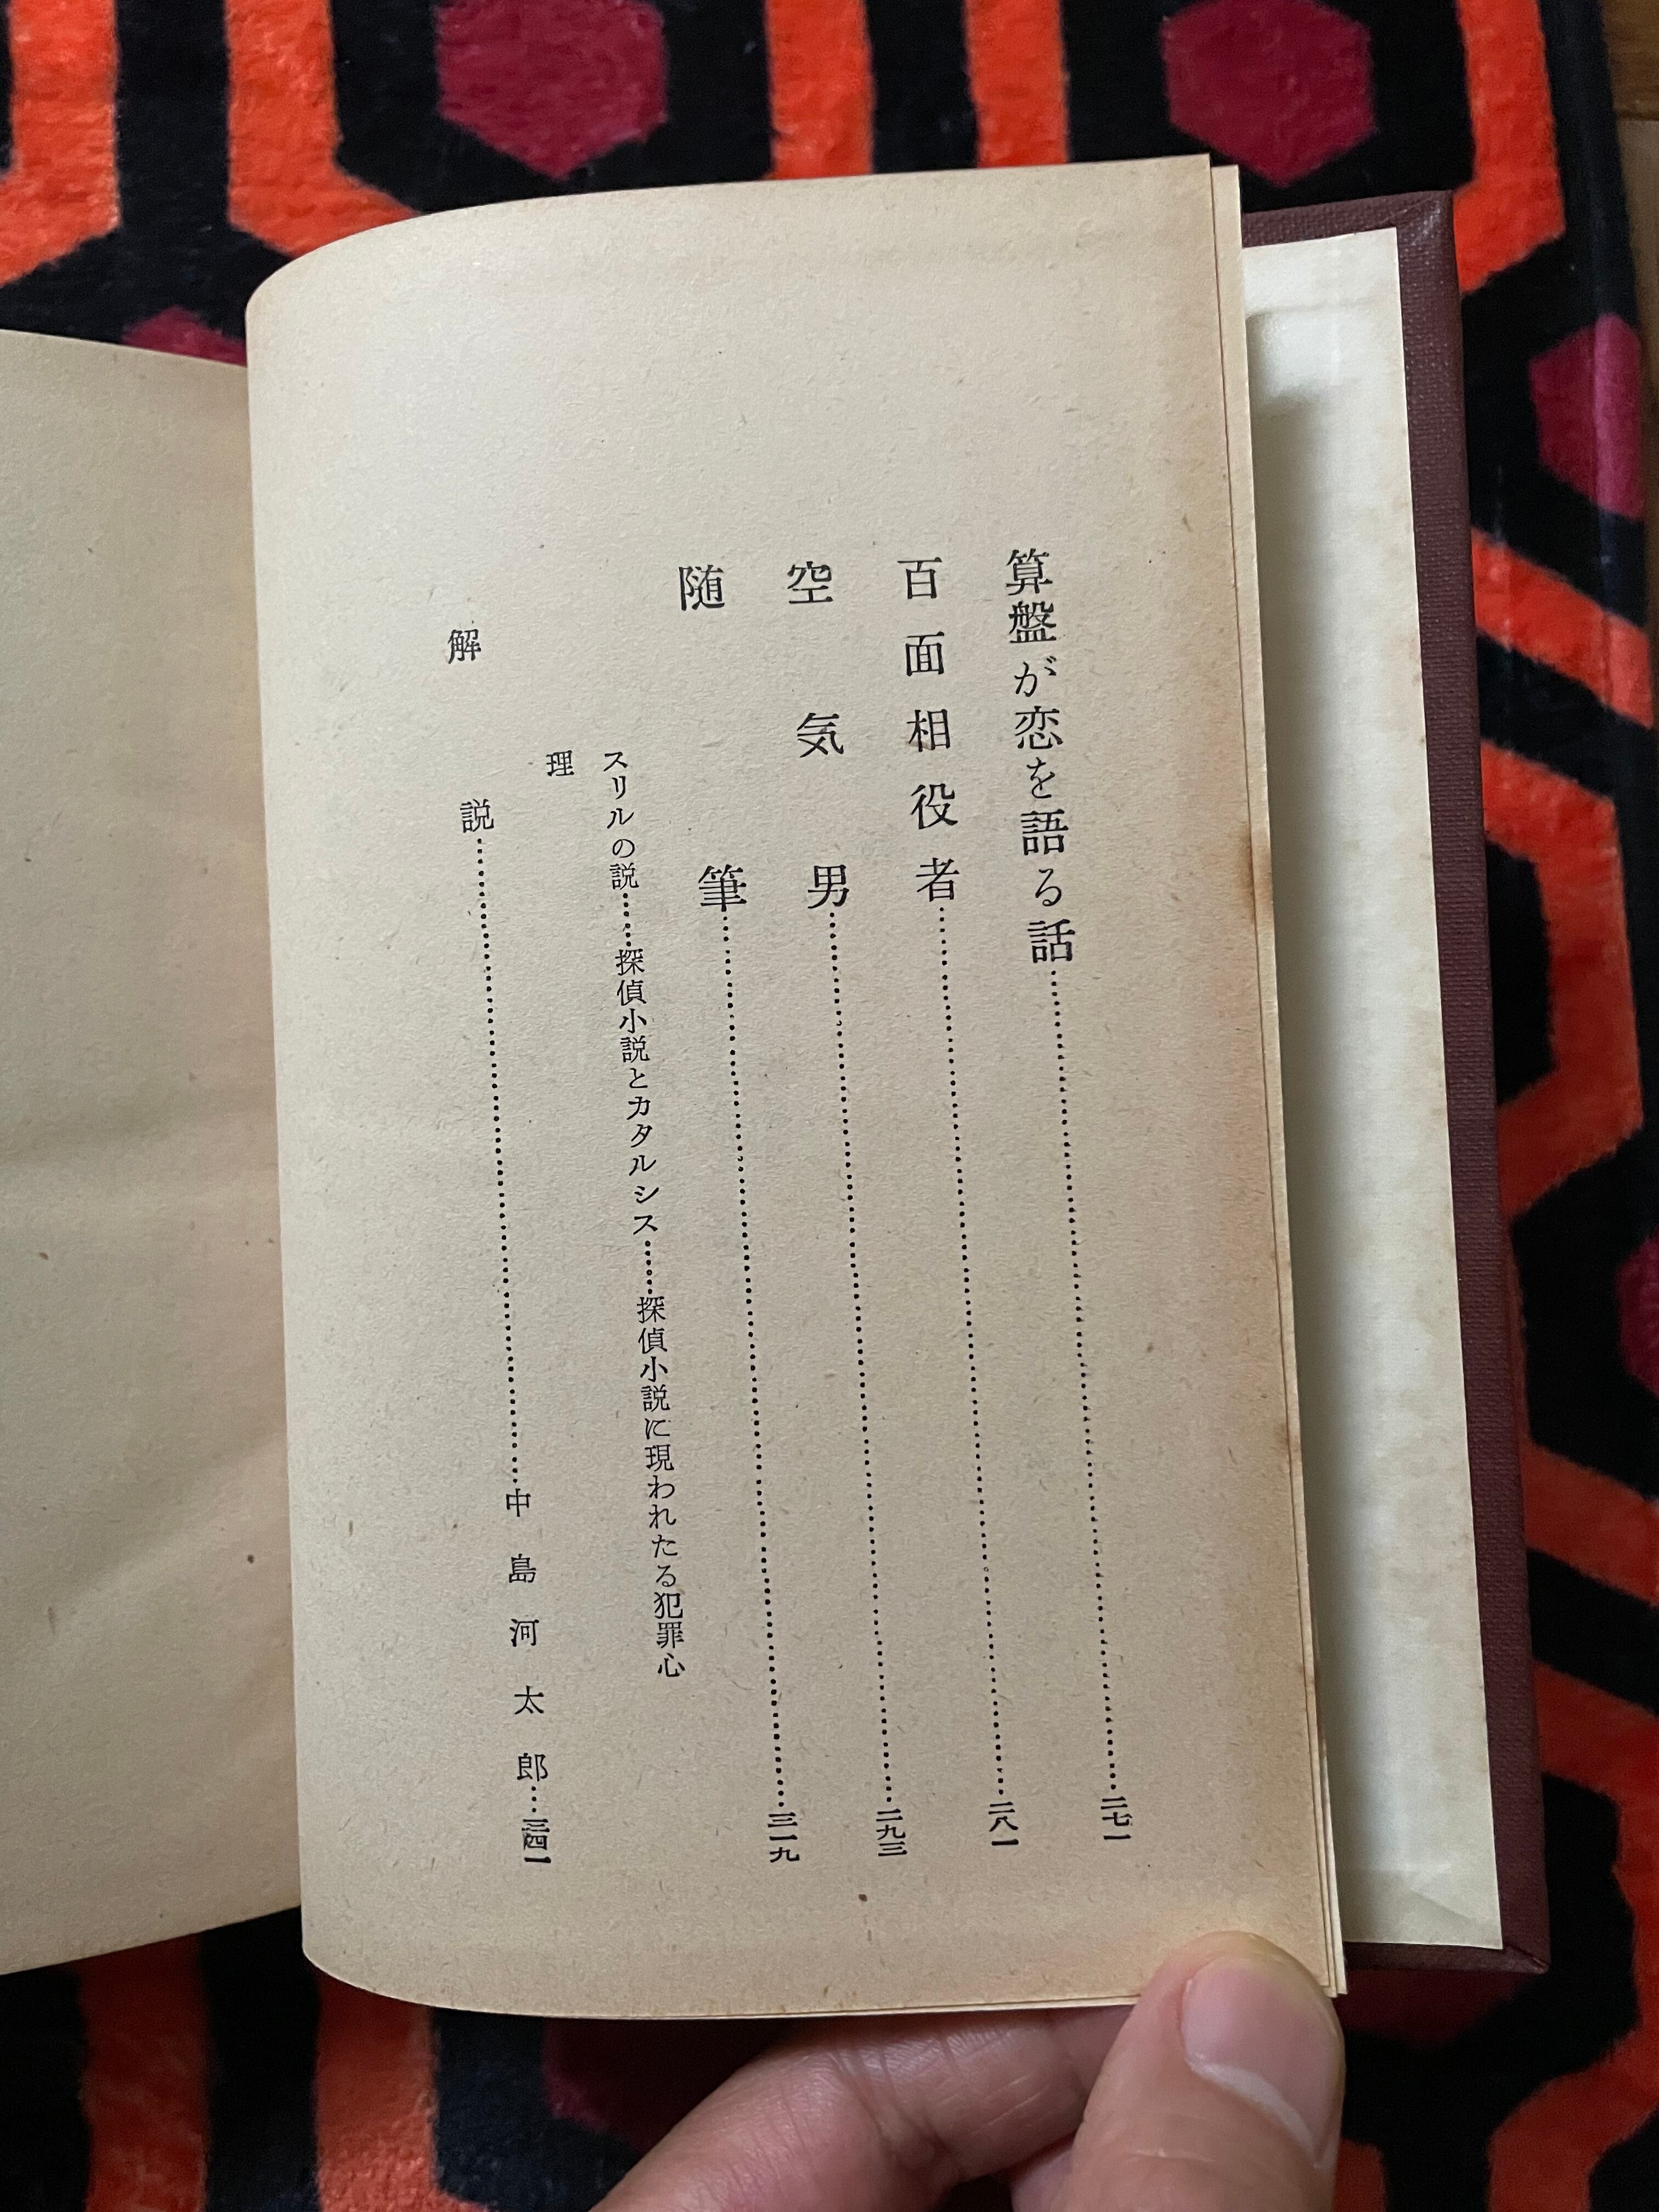 算盤が恋を語る話……………………二七一
百面相役者……………………二八一
空気男……………………二九三
随筆……………………三一九
スリルの説……探偵小説とカタルシス……探偵小説に現われたる犯罪心
理
解説……………………中島河太郎……三四一